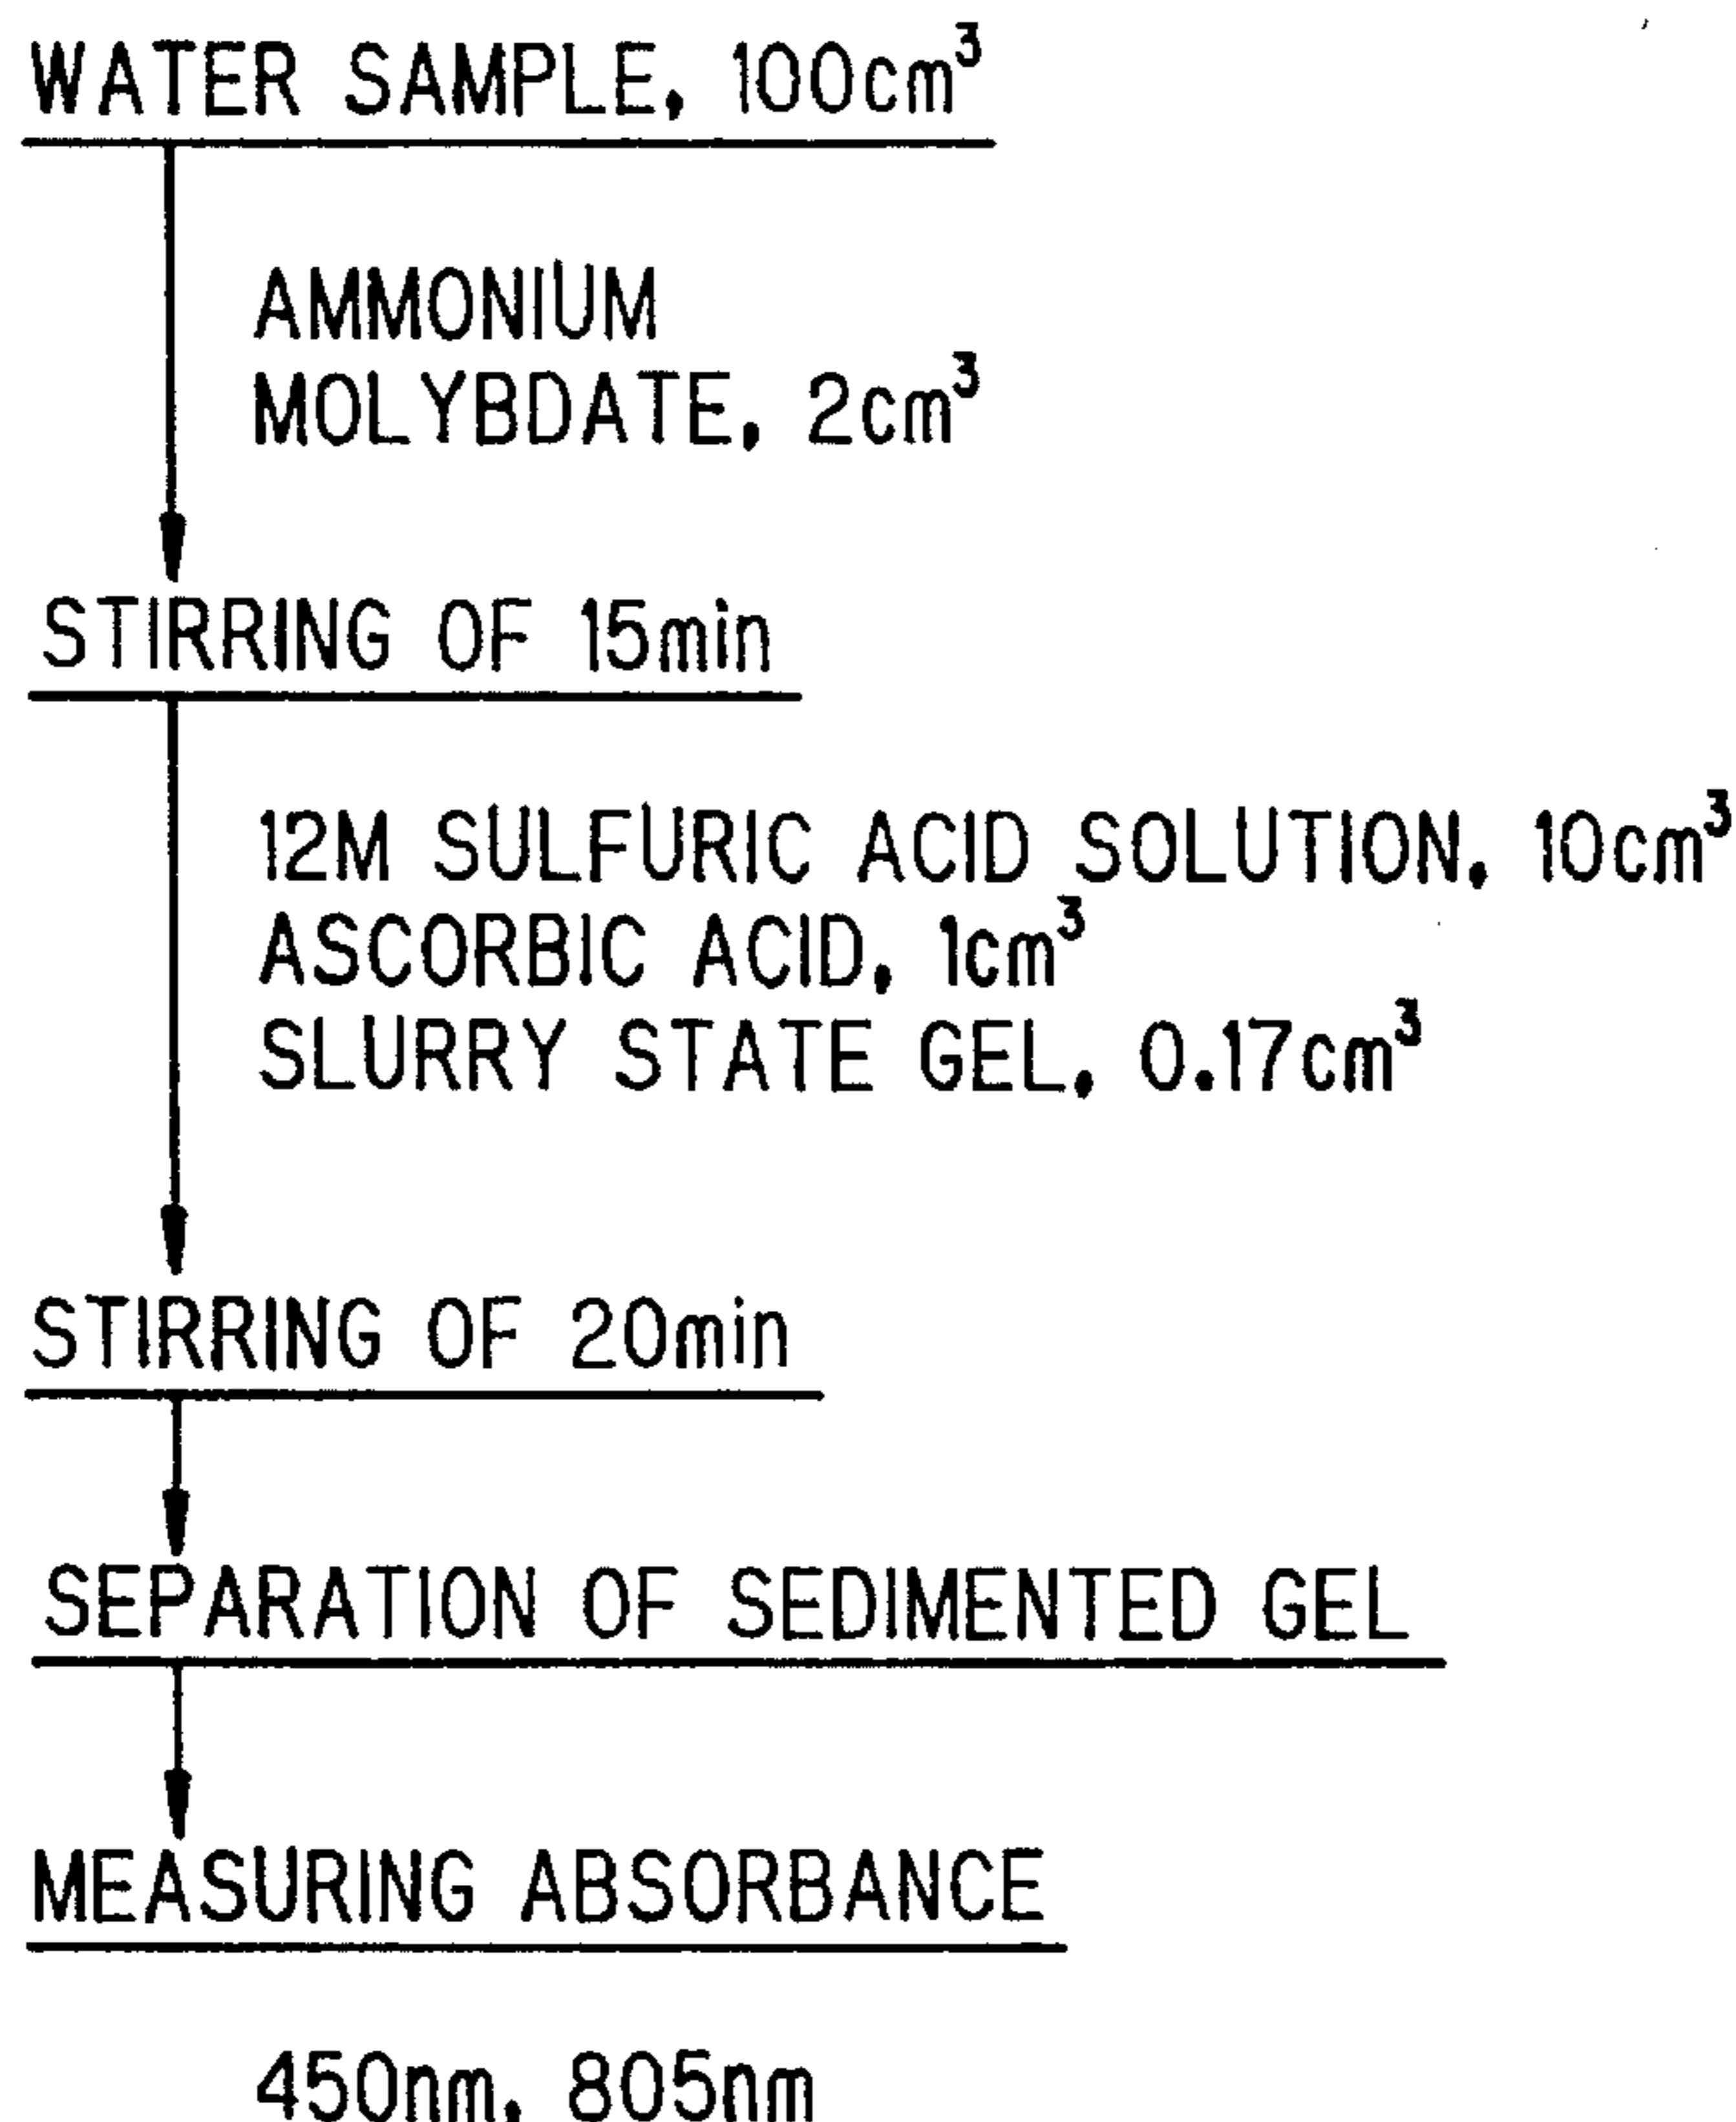 WATER SAMPLE, 100cm³
AMMONIUM
MOLYBDATE, 2cm³
STIRRING OF 15min
12M SULFURIC ACID SOLUTION, 10cm³
ASCORBIC ACID, 1cm³
SLURRY STATE GEL, 0.17cm³
STIRRING OF 20min
SEPARATION OF SEDIMENTED GEL
MEASURING ABSORBANCE
450nm, 805nm